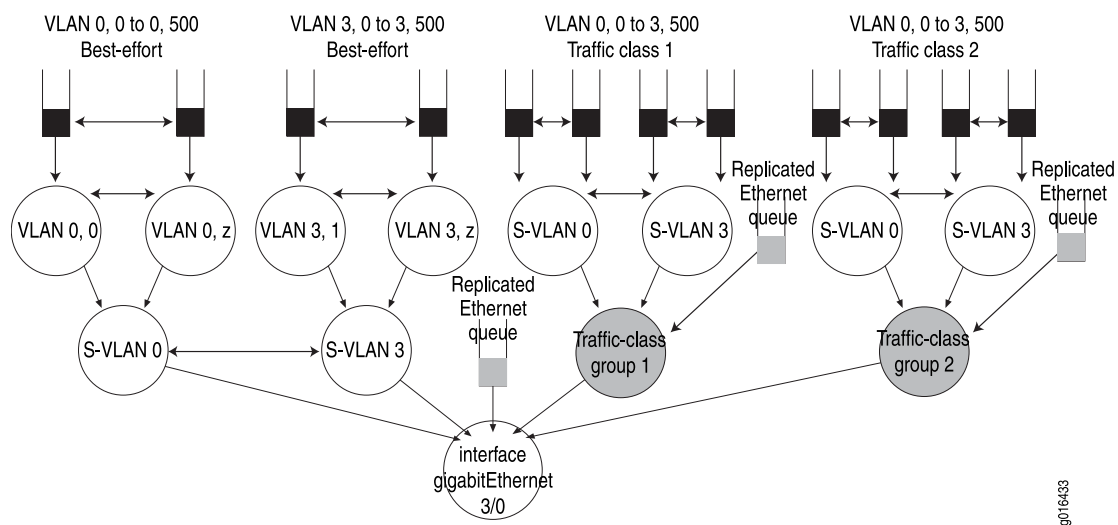 VLAN 0, 0 to 0, 500
Best-effort
VLAN 3, 0 to 3, 500
Best-effort
VLAN 0, 0 to 3, 500
Traffic class 1
VLAN 0, 0 to 3, 500
Traffic class 2
Replicated
Ethernet
queue
Replicated
Ethernet
queue
VLAN 0, 0
VLAN 0, z
VLAN 3, 1
VLAN 3, z
S-VLAN 0
S-VLAN 3
S-VLAN 0
S-VLAN 3
Replicated
Ethernet
queue
S-VLAN 0
S-VLAN 3
Traffic-class
group 1
Traffic-class
group 2
interface
gigabitEthernet
3/0
g016433